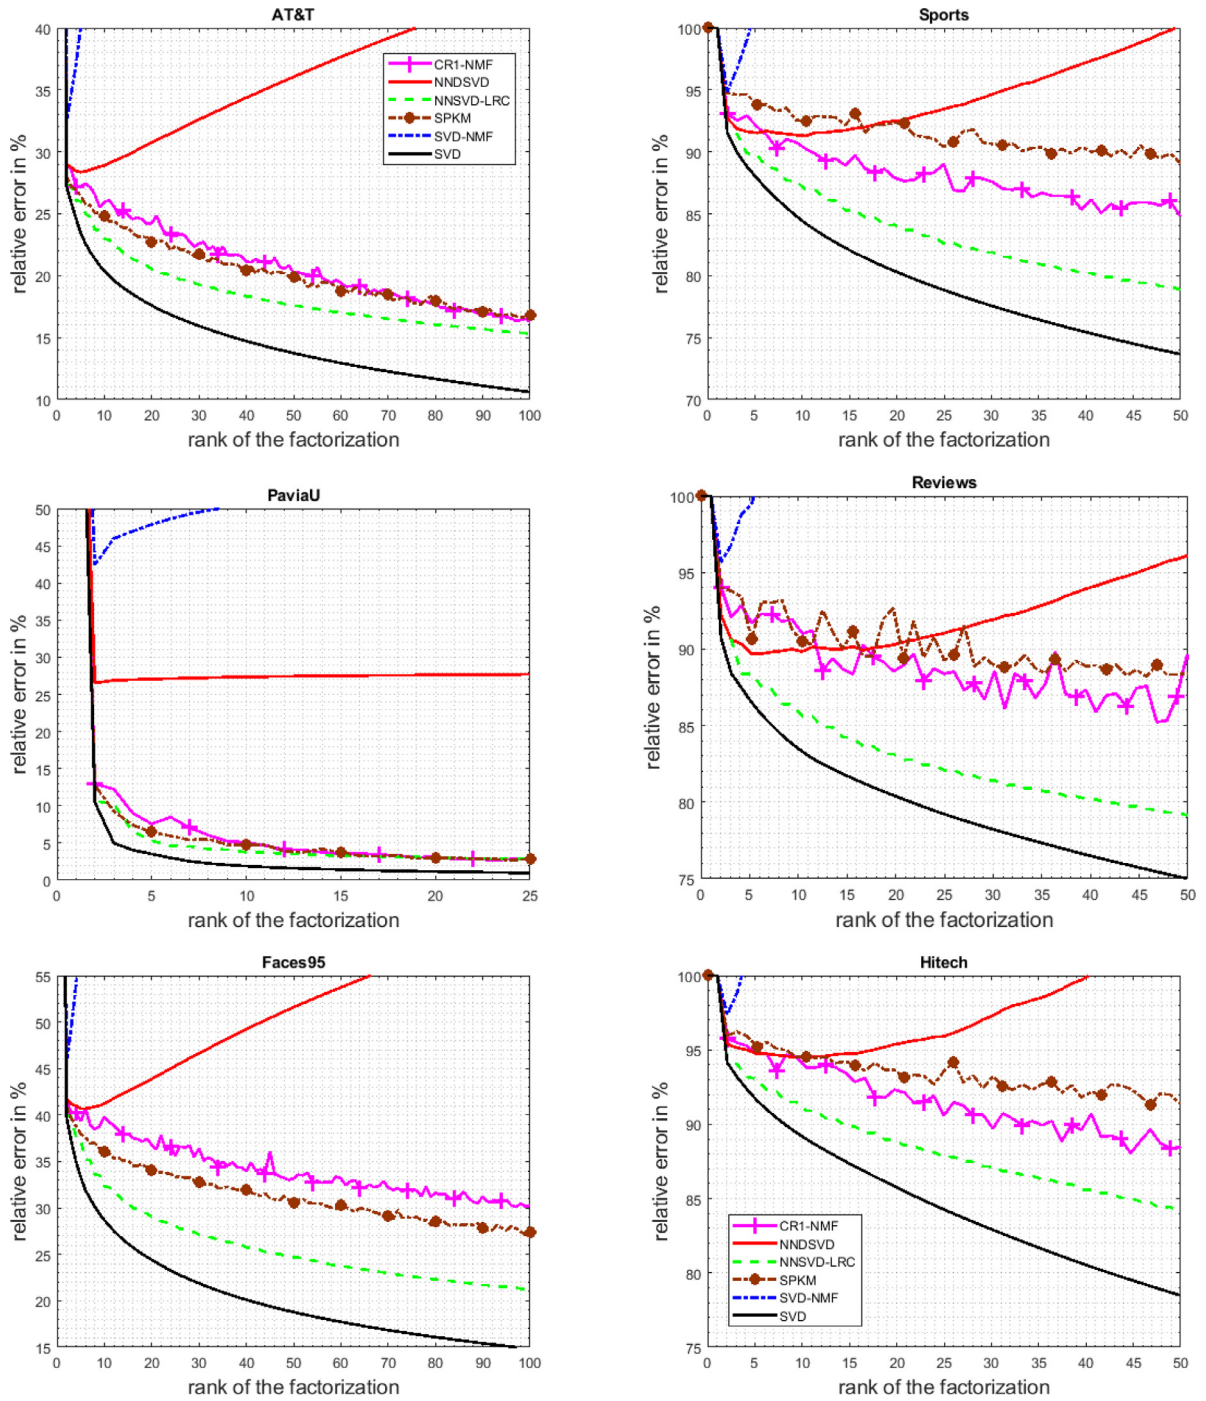 AT&T
40
35
30
25
20
15
10
0 10 20 30 40 50 60 70 80 90 100
relative error in %
rank of the factorization
CR1-NMF
NNDSVD
NNSVD-LRC
SPKM
SVD-NMF
SVD
Sports
100
95
90
85
80
75
70
0 5 10 15 20 25 30 35 40 45 50
relative error in %
rank of the factorization
PaviaU
50
45
40
35
30
25
20
15
10
5
0
0 5 10 15 20 25
relative error in %
rank of the factorization
Reviews
100
95
90
85
80
75
0 5 10 15 20 25 30 35 40 45 50
relative error in %
rank of the factorization
Faces95
55
50
45
40
35
30
25
20
15
0 10 20 30 40 50 60 70 80 90 100
relative error in %
rank of the factorization
Hitech
100
95
90
85
80
75
0 5 10 15 20 25 30 35 40 45 50
relative error in %
rank of the factorization
CR1-NMF
NNDSVD
NNSVD-LRC
SPKM
SVD-NMF
SVD